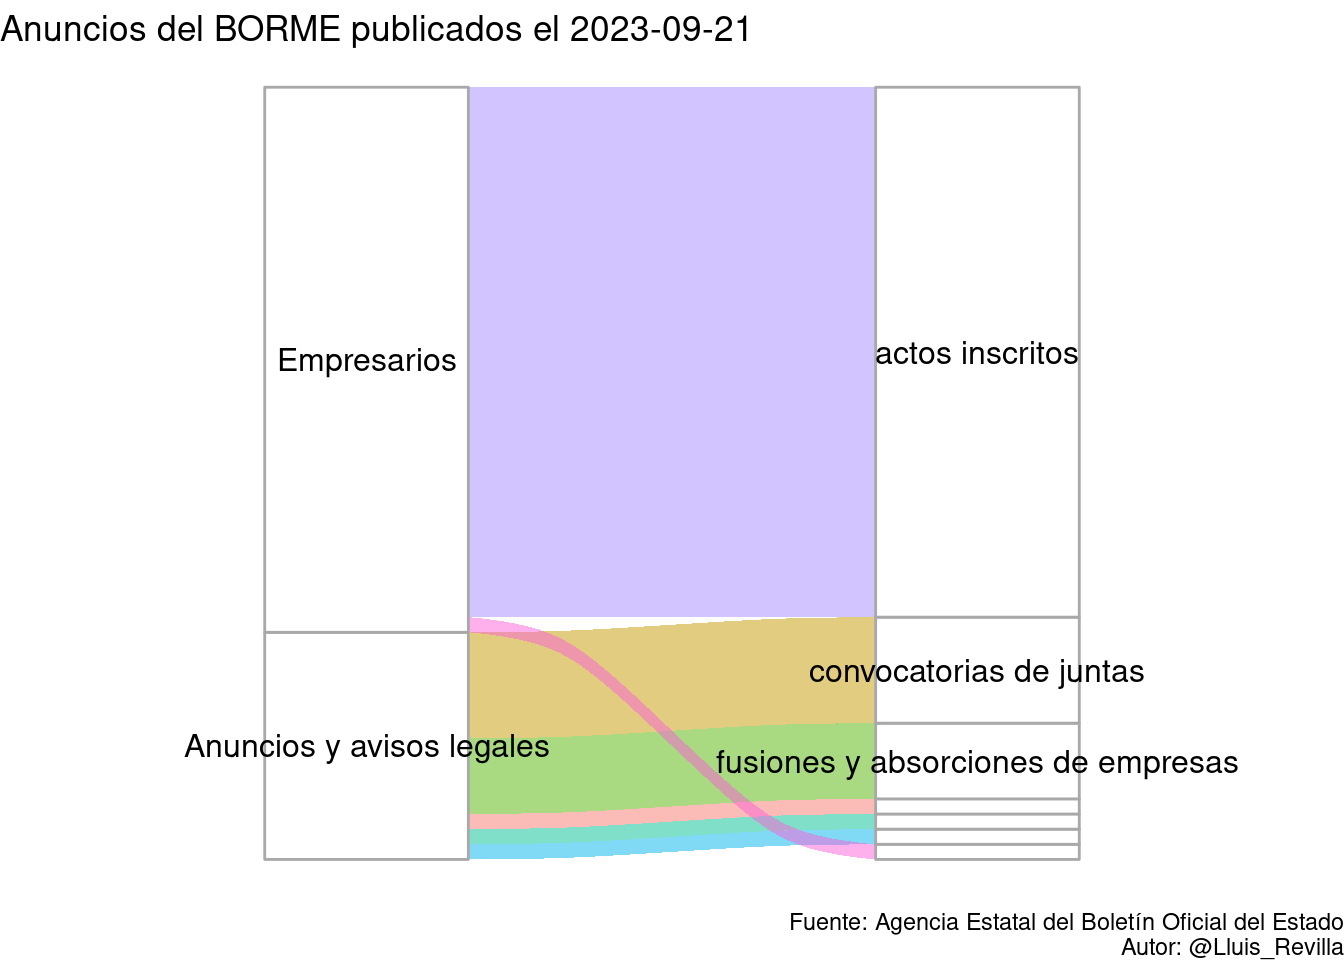 Anuncios del BORME publicados el 2023-09-21
Empresarios
actos inscritos
convocatorias de juntas
Anuncios y avisos legales
fusiones y absorciones de empresas
Fuente: Agencia Estatal del Boletín Oficial del Estado
Autor: @Lluis_Revilla